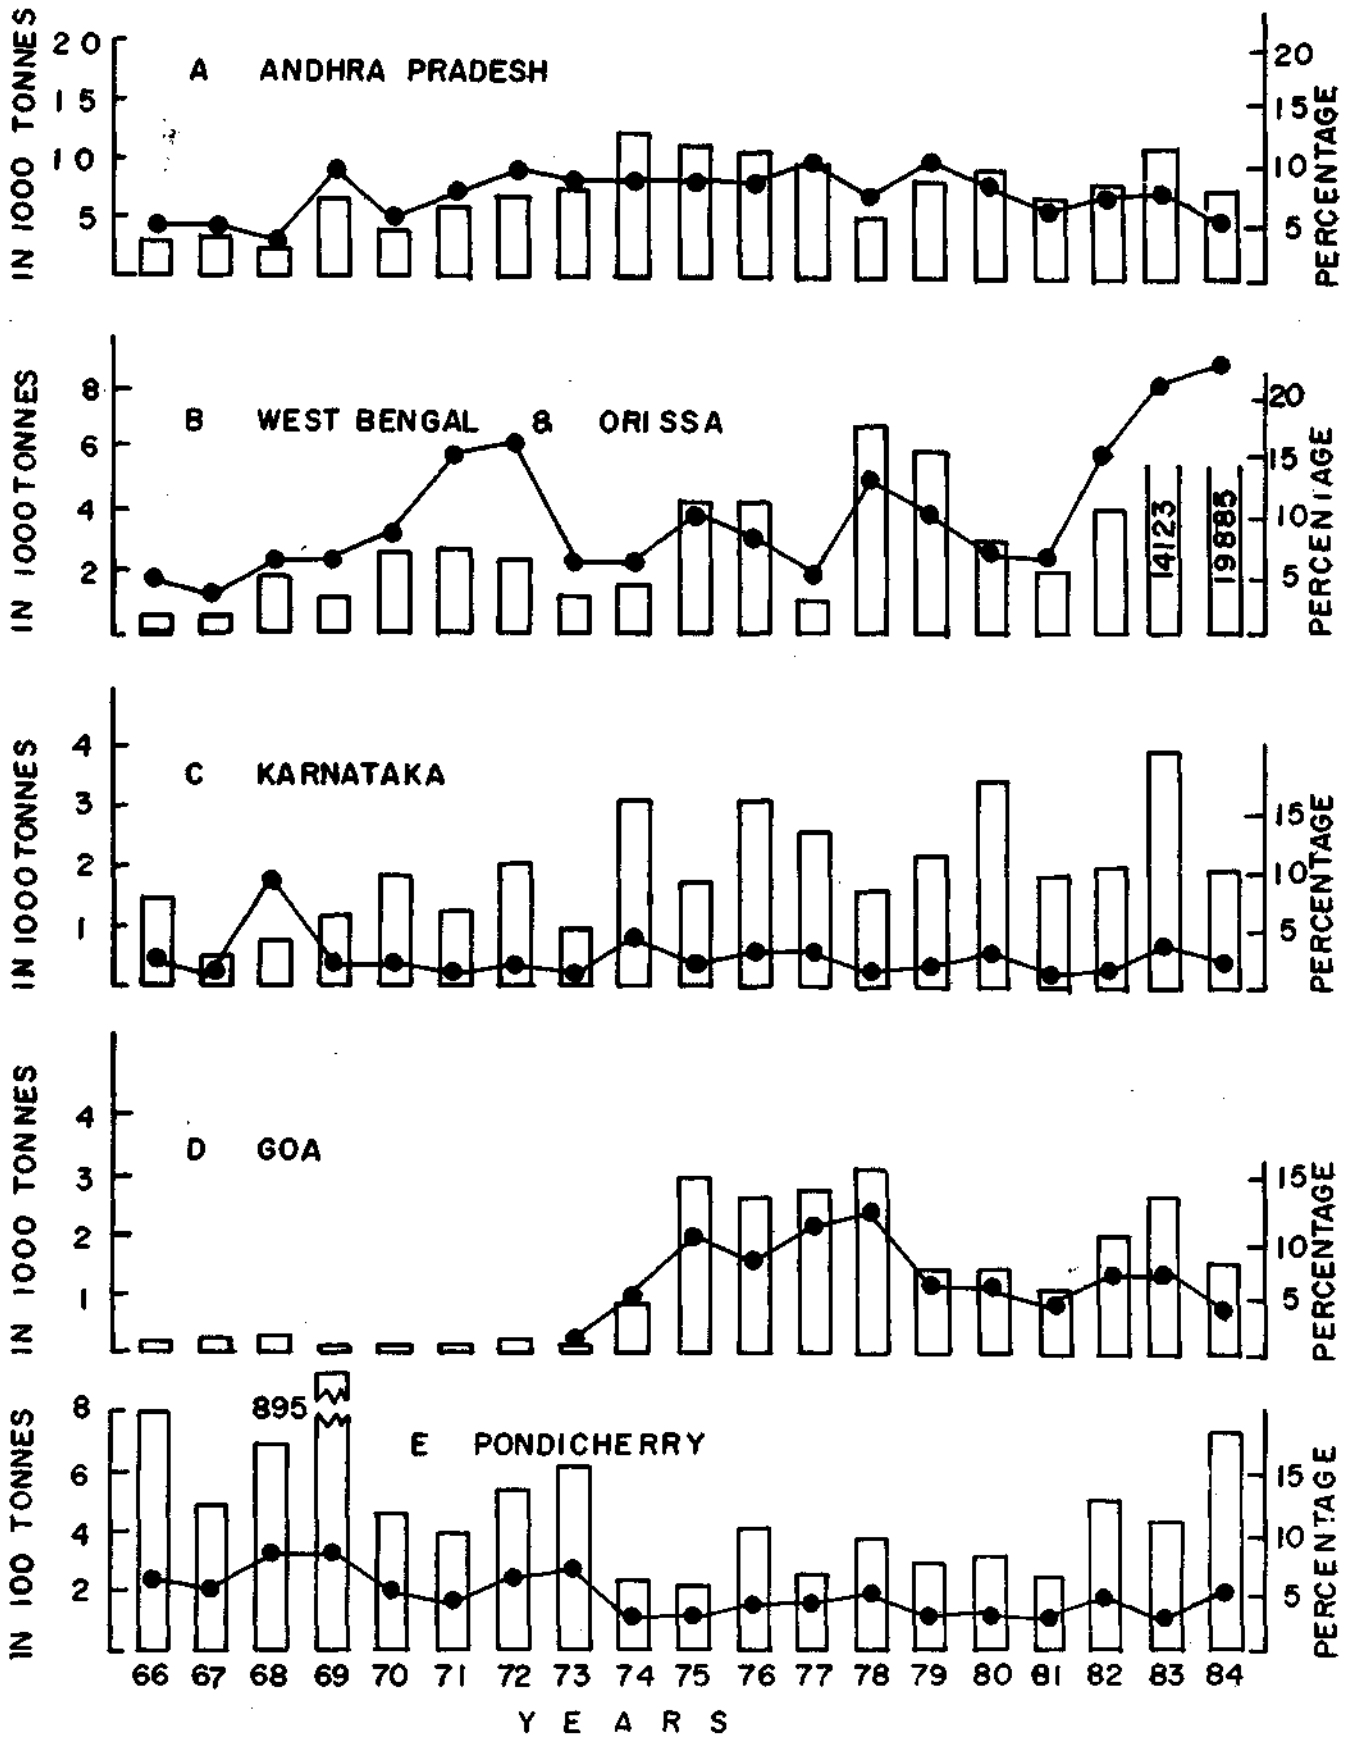 IN 1000 TONNES
20
15
10
5
A ANDHRA PRADESH
20
15
10
5
PERCENTAGE
IN 1000 TONNES
8
6
4
2
B WEST BENGAL & ORISSA
14123
19885
20
15
10
5
PERCENTAGE
IN 1000 TONNES
4
3
2
1
C KARNATAKA
15
10
5
PERCENTAGE
IN 1000 TONNES
4
3
2
1
D GOA
15
10
5
PERCENTAGE
IN 100 TONNES
8
6
4
2
895
E PONDICHERRY
15
10
5
PERCENTAGE
66 67 68 69 70 71 72 73 74 75 76 77 78 79 80 81 82 83 84
YEARS